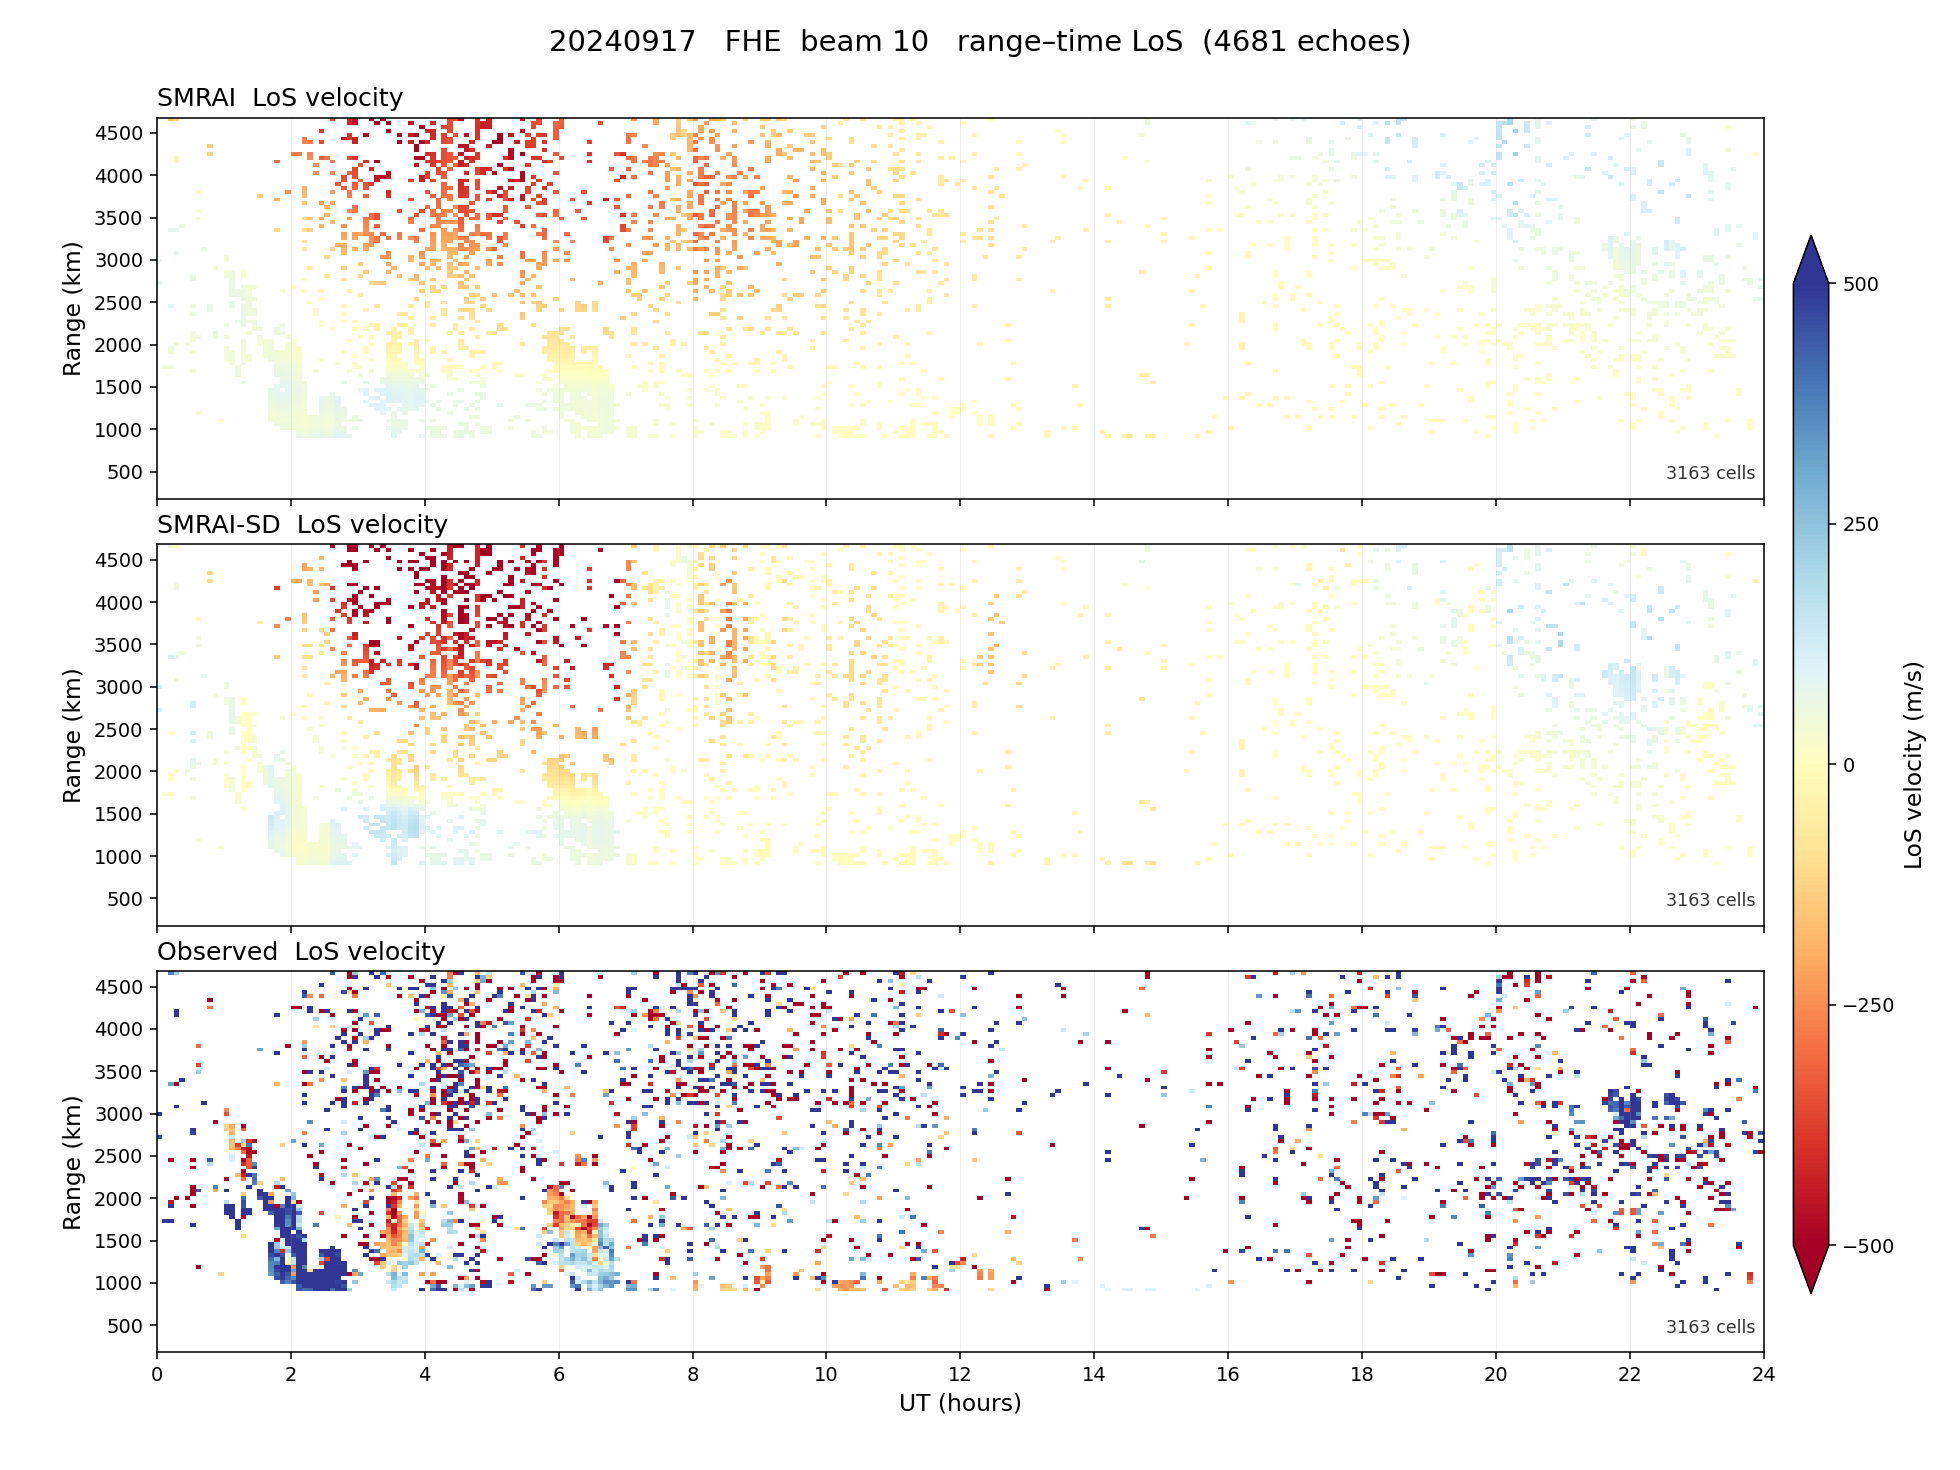 20240917   FHE  beam 10   range–time LoS  (4681 echoes)
SMRAI  LoS velocity
4500
4000
3500
3000
2500
2000
1500
1000
500
Range (km)
3163 cells
SMRAI-SD  LoS velocity
4500
4000
3500
3000
2500
2000
1500
1000
500
Range (km)
3163 cells
Observed  LoS velocity
4500
4000
3500
3000
2500
2000
1500
1000
500
Range (km)
3163 cells
0 2 4 6 8 10 12 14 16 18 20 22 24
UT (hours)
500
250
0
−250
−500
LoS velocity (m/s)